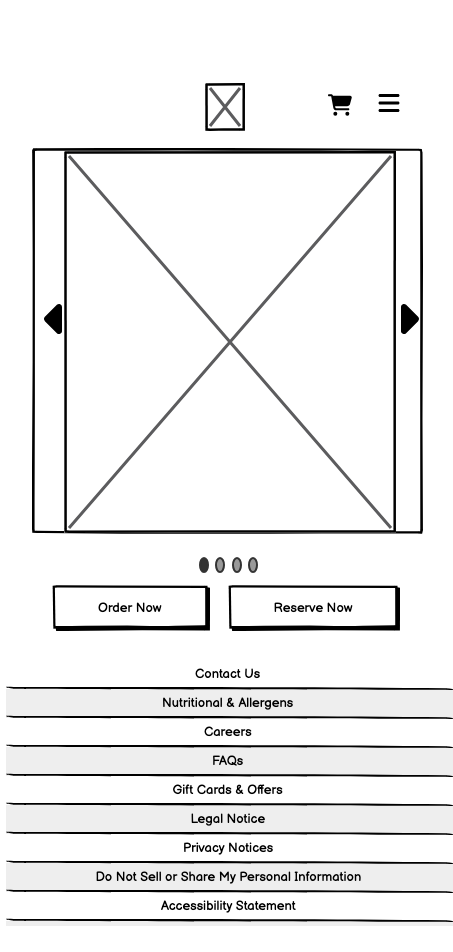 Order Now
Reserve Now
Contact Us
Nutritional & Allergens
Careers
FAQs
Gift Cards & Offers
Legal Notice
Privacy Notices
Do Not Sell or Share My Personal Information
Accessibility Statement